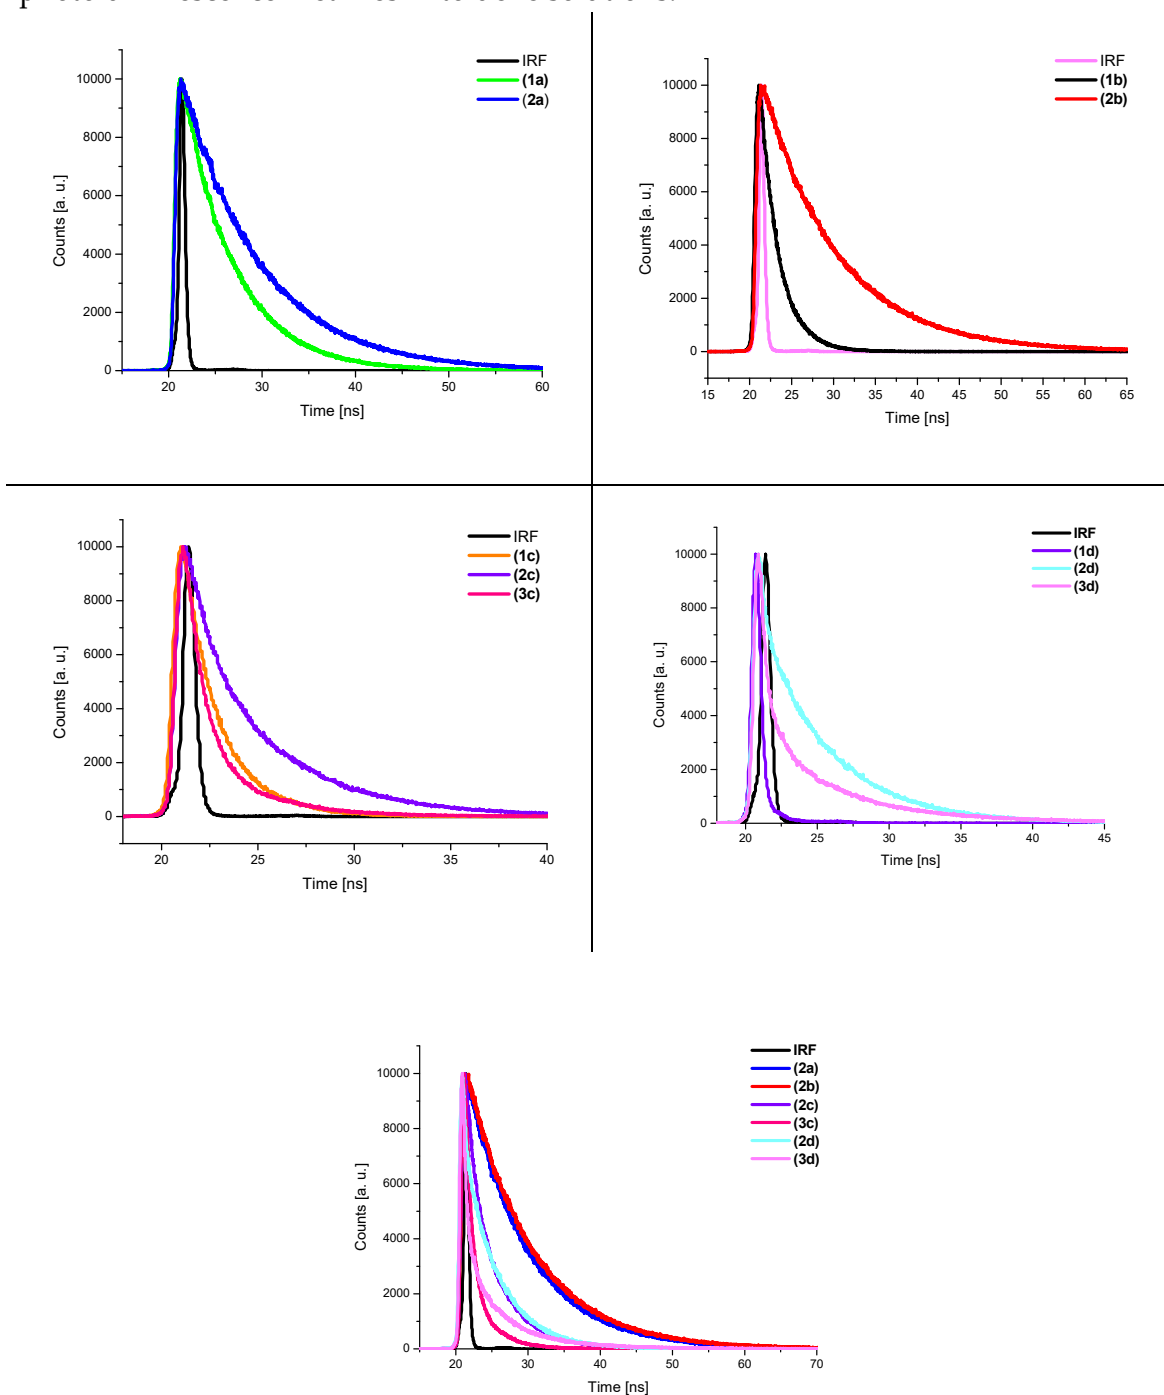 IRF
(1a)
(2a)
10000
8000
6000
4000
2000
0
Counts [a. u.]
20
30
40
50
60
Time [ns]
IRF
(1b)
(2b)
10000
8000
6000
4000
2000
0
Counts [a. u.]
15
20
25
30
35
40
45
50
55
60
65
Time [ns]
IRF
(1c)
(2c)
(3c)
10000
8000
6000
4000
2000
0
Counts [a. u.]
20
25
30
35
40
Time [ns]
IRF
(1d)
(2d)
(3d)
10000
8000
6000
4000
2000
0
Counts [a. u.]
20
25
30
35
40
45
Time [ns]
IRF
(2a)
(2b)
(2c)
(3c)
(2d)
(3d)
10000
8000
6000
4000
2000
0
Counts [a. u.]
20
30
40
50
60
70
Time [ns]